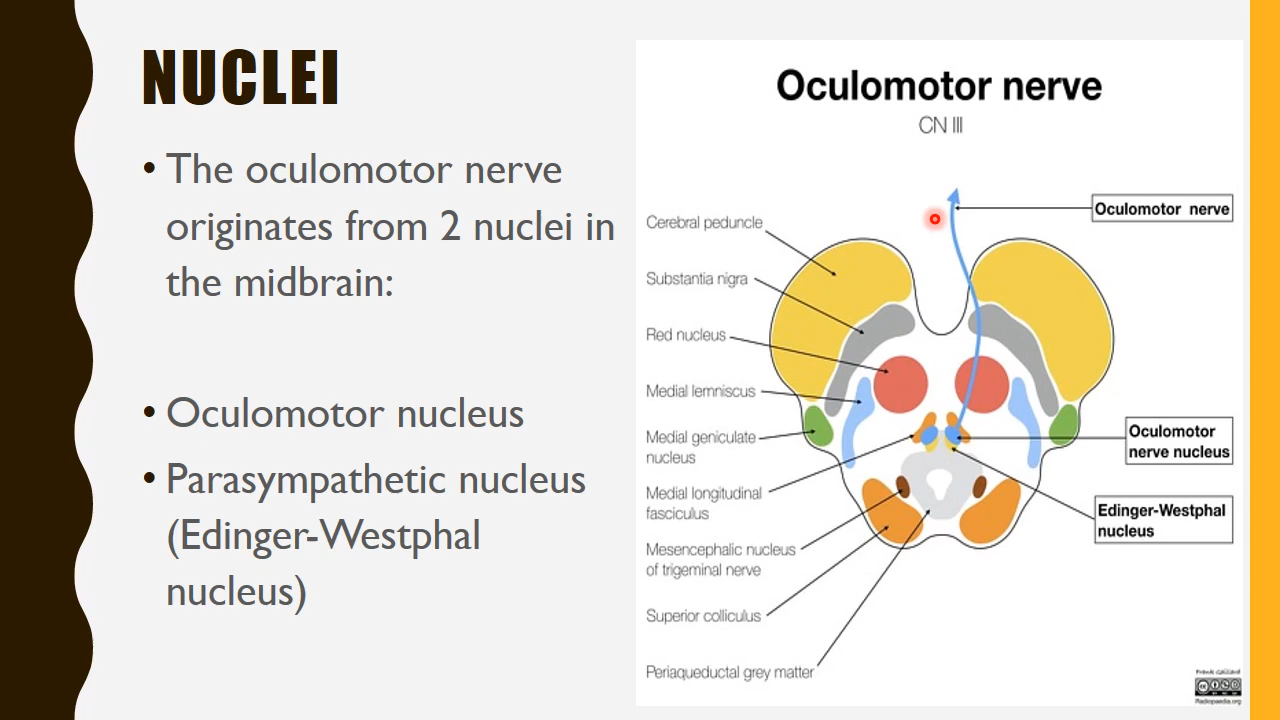 NUCLEI
• The oculomotor nerve
originates from 2 nuclei in
the midbrain:
• Oculomotor nucleus
• Parasympathetic nucleus
(Edinger-Westphal
nucleus)
Oculomotor nerve
CN III
Oculomotor nerve
Cerebral peduncle
Substantia nigra
Red nucleus
Medial lemniscus
Medial geniculate
nucleus
Medial longitudinal
fasciculus
Mesencephalic nucleus
of trigeminal nerve
Superior colliculus
Periaqueductal grey matter
Oculomotor
nerve nucleus
Edinger-Westphal
nucleus
Frank Gaillard
Radiopaedia.org